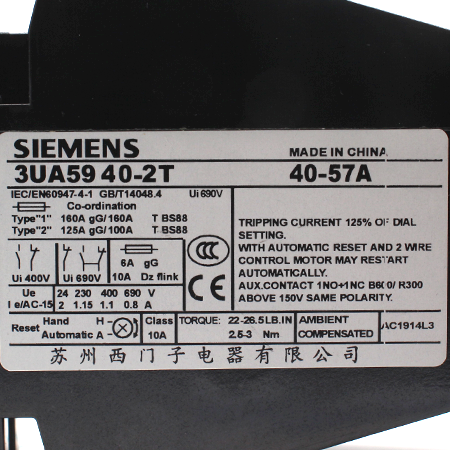 SIEMENS MADE IN CHINA
3UA59 40-2T 40-57A
IEC/EN60947-4-1 GB/T14048.4 Ui 690V
Co-ordination
Type"1" 160A gG/160A T BS88
Type"2" 125A gG/100A T BS88
Ui 400V Ui 690V
6A gG
10A Dz flink
CCC
CE
TRIPPING CURRENT 125% OF DIAL
SETTING.
WITH AUTOMATIC RESET AND 2 WIRE
CONTROL MOTOR MAY RESTART
AUTOMATICALLY.
AUX.CONTACT 1NO+1NC B600/ R300
ABOVE 150V SAME POLARITY.
Ue 24 230 400 690 V
I e/AC-15 2 1.15 1.1 0.8 A
Reset Hand H
Automatic A
Class
10A
TORQUE: 22-26.5LB.IN
2.5-3 Nm
AMBIENT
COMPENSATED
AC1914L3
苏州西门子电器有限公司